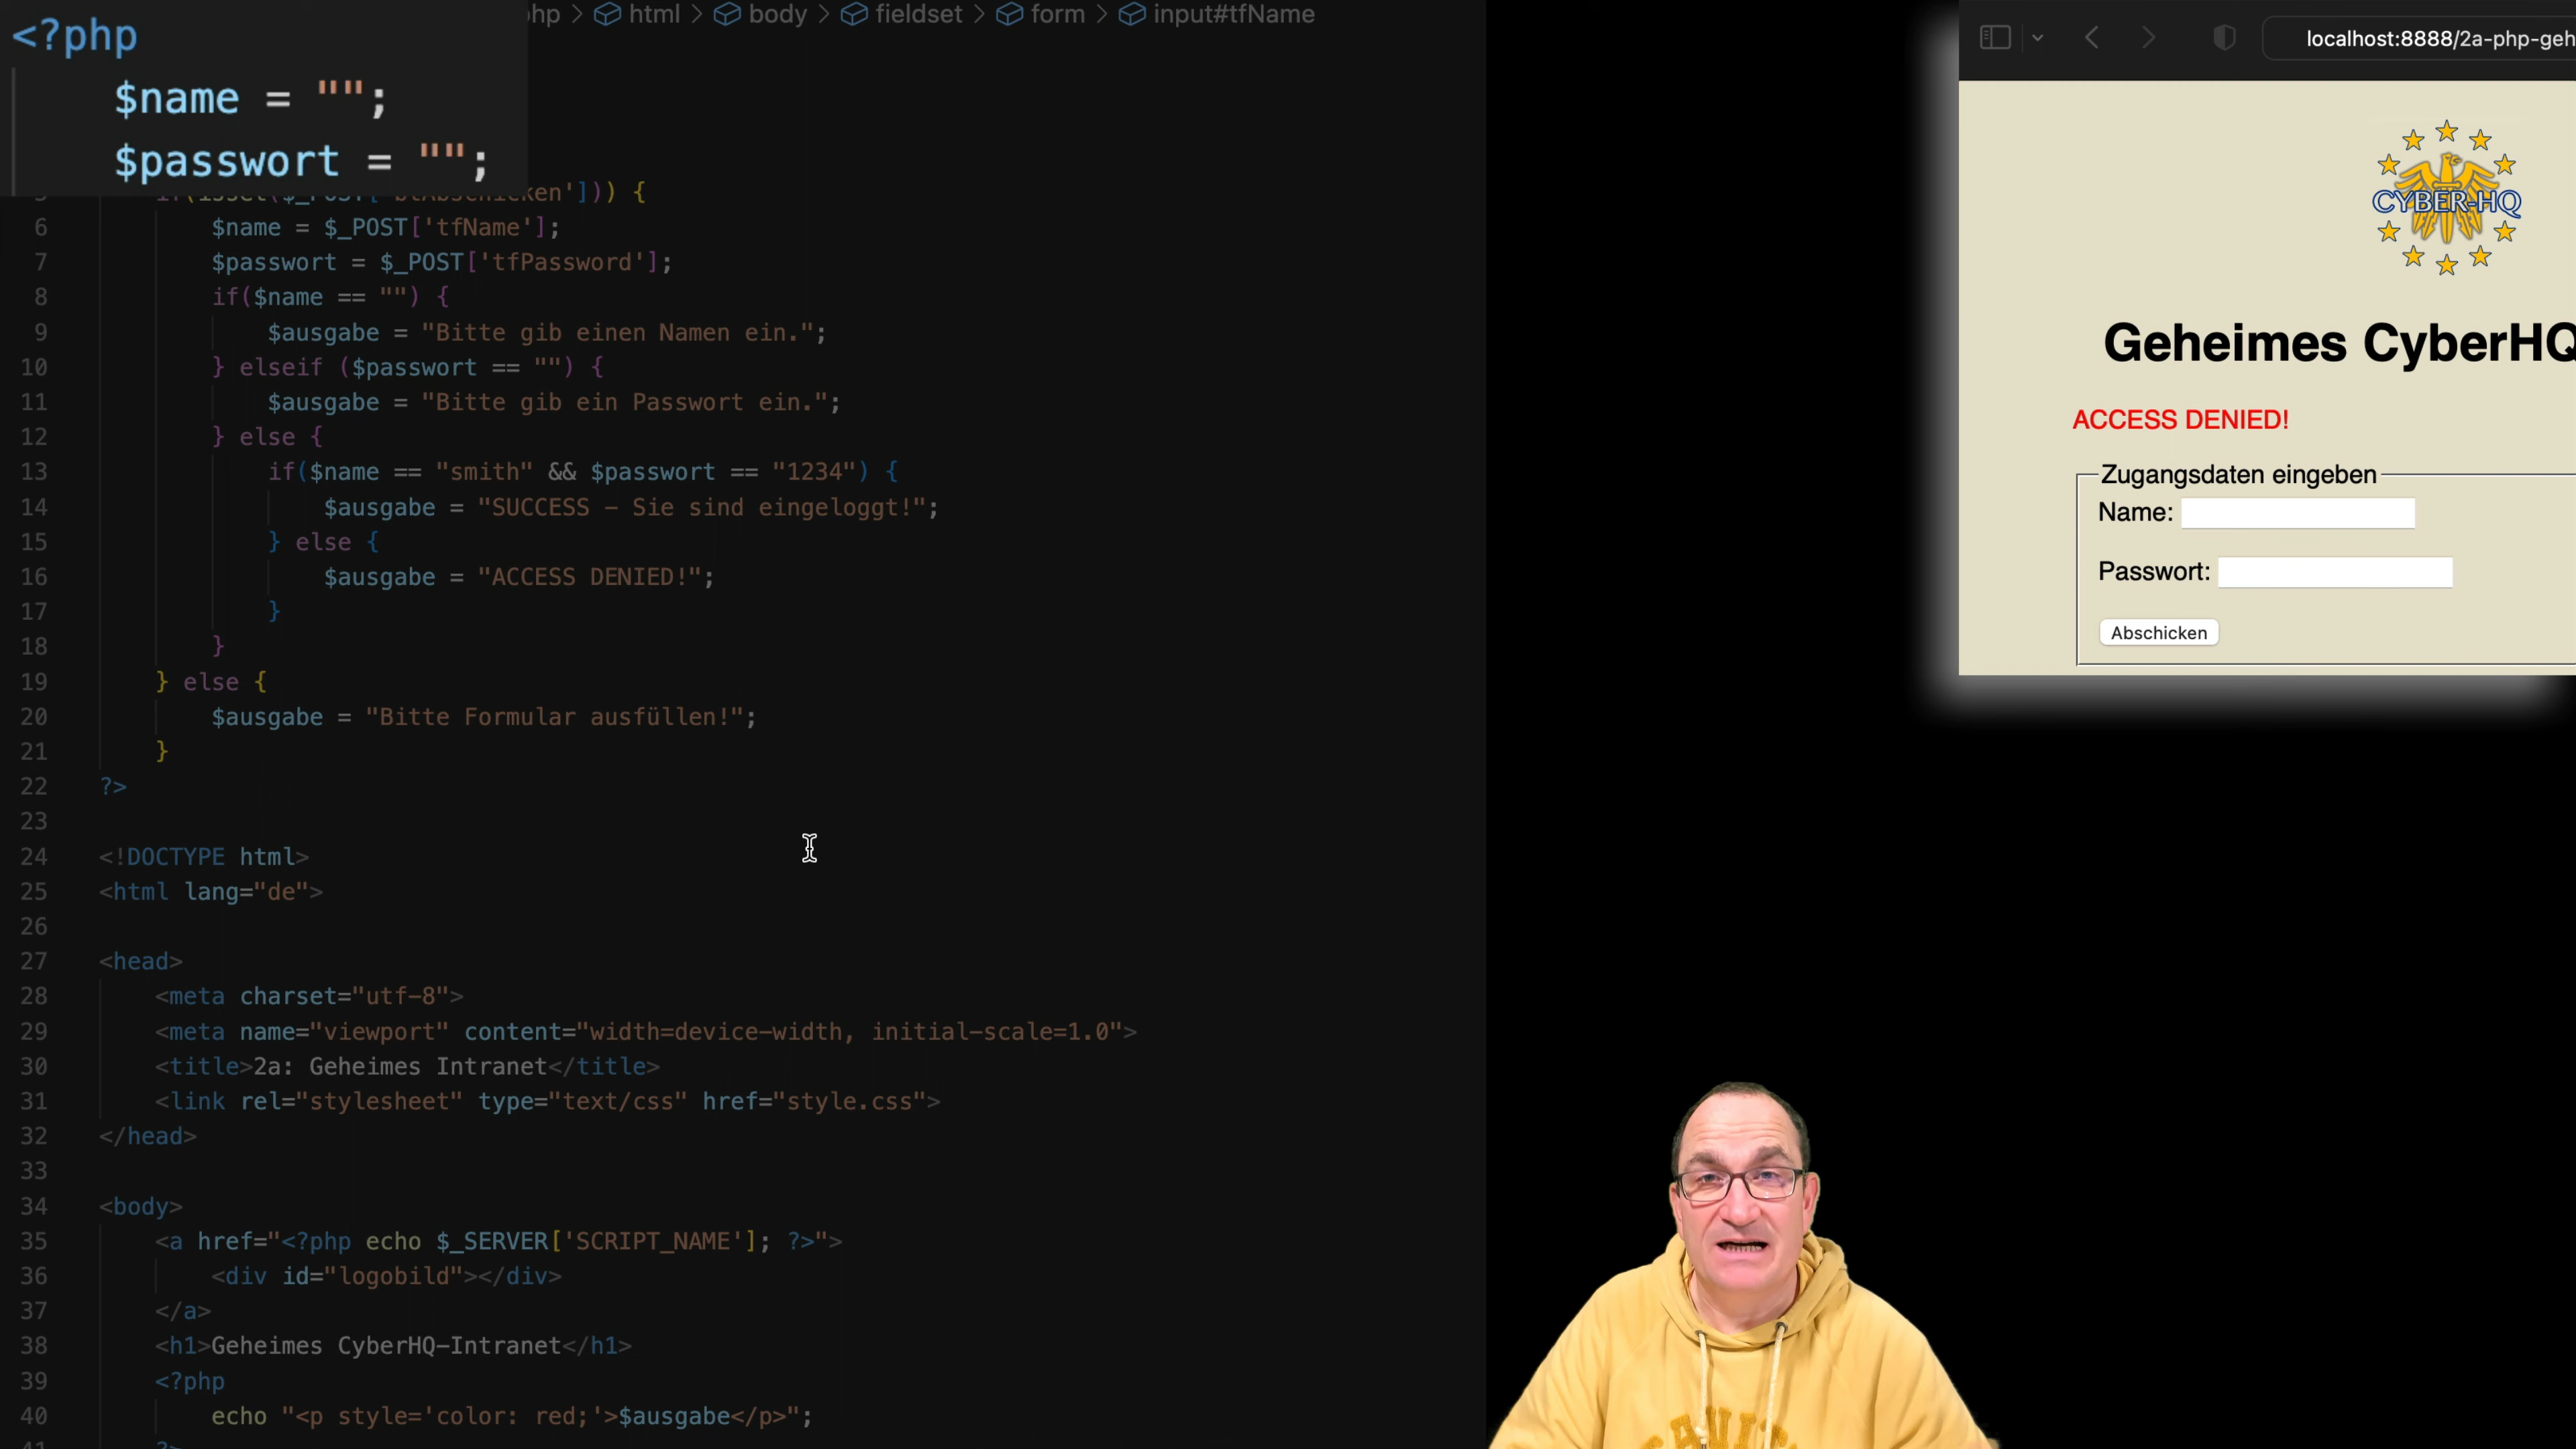 hp > html > body > fieldset > form > input#tfName
<?php
$name = "";
$passwort = "";
6 $name = $_POST['tfName'];
7 $passwort = $_POST['tfPassword'];
8 if($name == "") {
9 $ausgabe = "Bitte gib einen Namen ein.";
10 } elseif ($passwort == "") {
11 $ausgabe = "Bitte gib ein Passwort ein.";
12 } else {
13 if($name == "smith" && $passwort == "1234") {
14 $ausgabe = "SUCCESS – Sie sind eingeloggt!";
15 } else {
16 $ausgabe = "ACCESS DENIED!";
17 }
18 }
19 } else {
20 $ausgabe = "Bitte Formular ausfüllen!";
21 }
22 ?>
23
24 <!DOCTYPE html>
25 <html lang="de">
26
27 <head>
28 <meta charset="utf-8">
29 <meta name="viewport" content="width=device-width, initial-scale=1.0">
30 <title>2a: Geheimes Intranet</title>
31 <link rel="stylesheet" type="text/css" href="style.css">
32 </head>
33
34 <body>
35 <a href="<?php echo $_SERVER['SCRIPT_NAME']; ?>">
36 <div id="logobild"></div>
37 </a>
38 <h1>Geheimes CyberHQ-Intranet</h1>
39 <?php
40 echo "<p style='color: red;'>$ausgabe</p>";
localhost:8888/2a-php-geh
CYBER-HQ
Geheimes CyberHQ
ACCESS DENIED!
Zugangsdaten eingeben
Name:
Passwort:
Abschicken